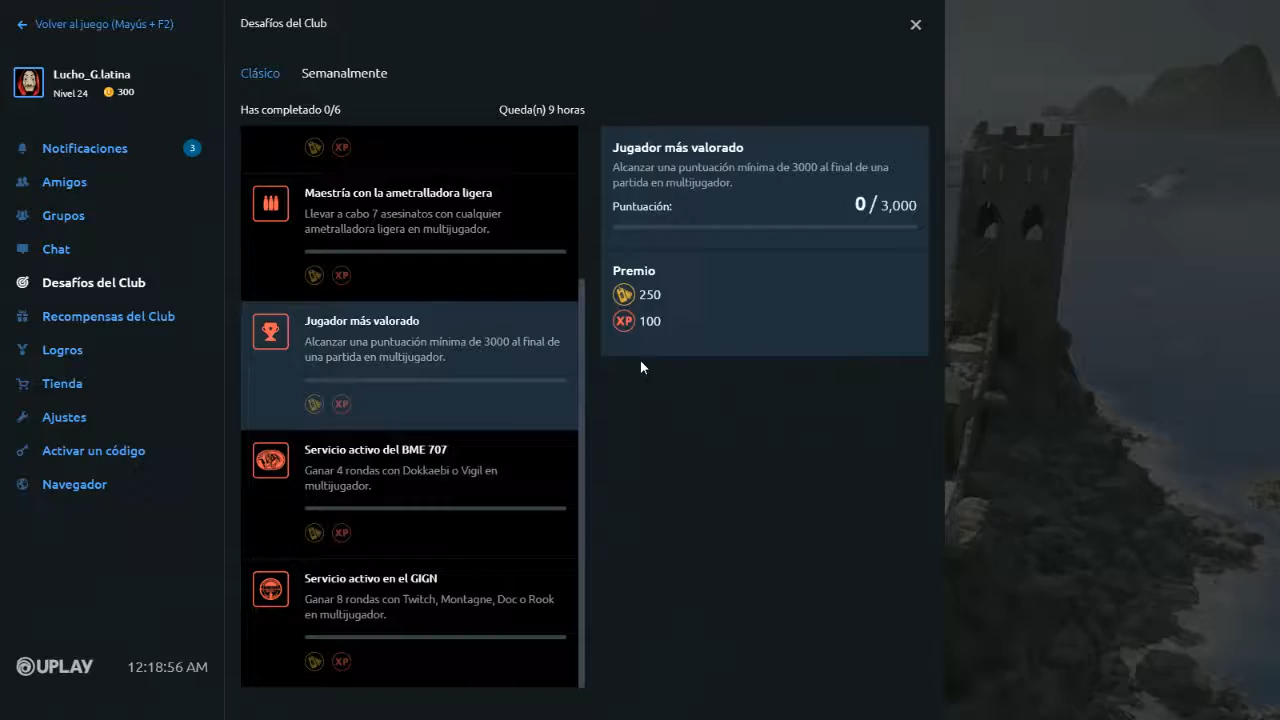 Volver al juego (Mayús + F2)
Lucho_G.latina
Nivel 24 300
Notificaciones 3
Amigos
Grupos
Chat
Desafíos del Club
Recompensas del Club
Logros
Tienda
Ajustes
Activar un código
Navegador
UPLAY 12:18:56 AM
Desafíos del Club
Clásico Semanalmente
Has completado 0/6 Queda(n) 9 horas
XP
Maestría con la ametralladora ligera
Llevar a cabo 7 asesinatos con cualquier
ametralladora ligera en multijugador.
XP
Jugador más valorado
Alcanzar una puntuación mínima de 3000 al final de
una partida en multijugador.
XP
Servicio activo del BME 707
Ganar 4 rondas con Dokkaebi o Vigil en
multijugador.
XP
Servicio activo en el GIGN
Ganar 8 rondas con Twitch, Montagne, Doc o Rook
en multijugador.
XP
Jugador más valorado
Alcanzar una puntuación mínima de 3000 al final de una
partida en multijugador.
Puntuación: 0 / 3,000
Premio
250
XP 100